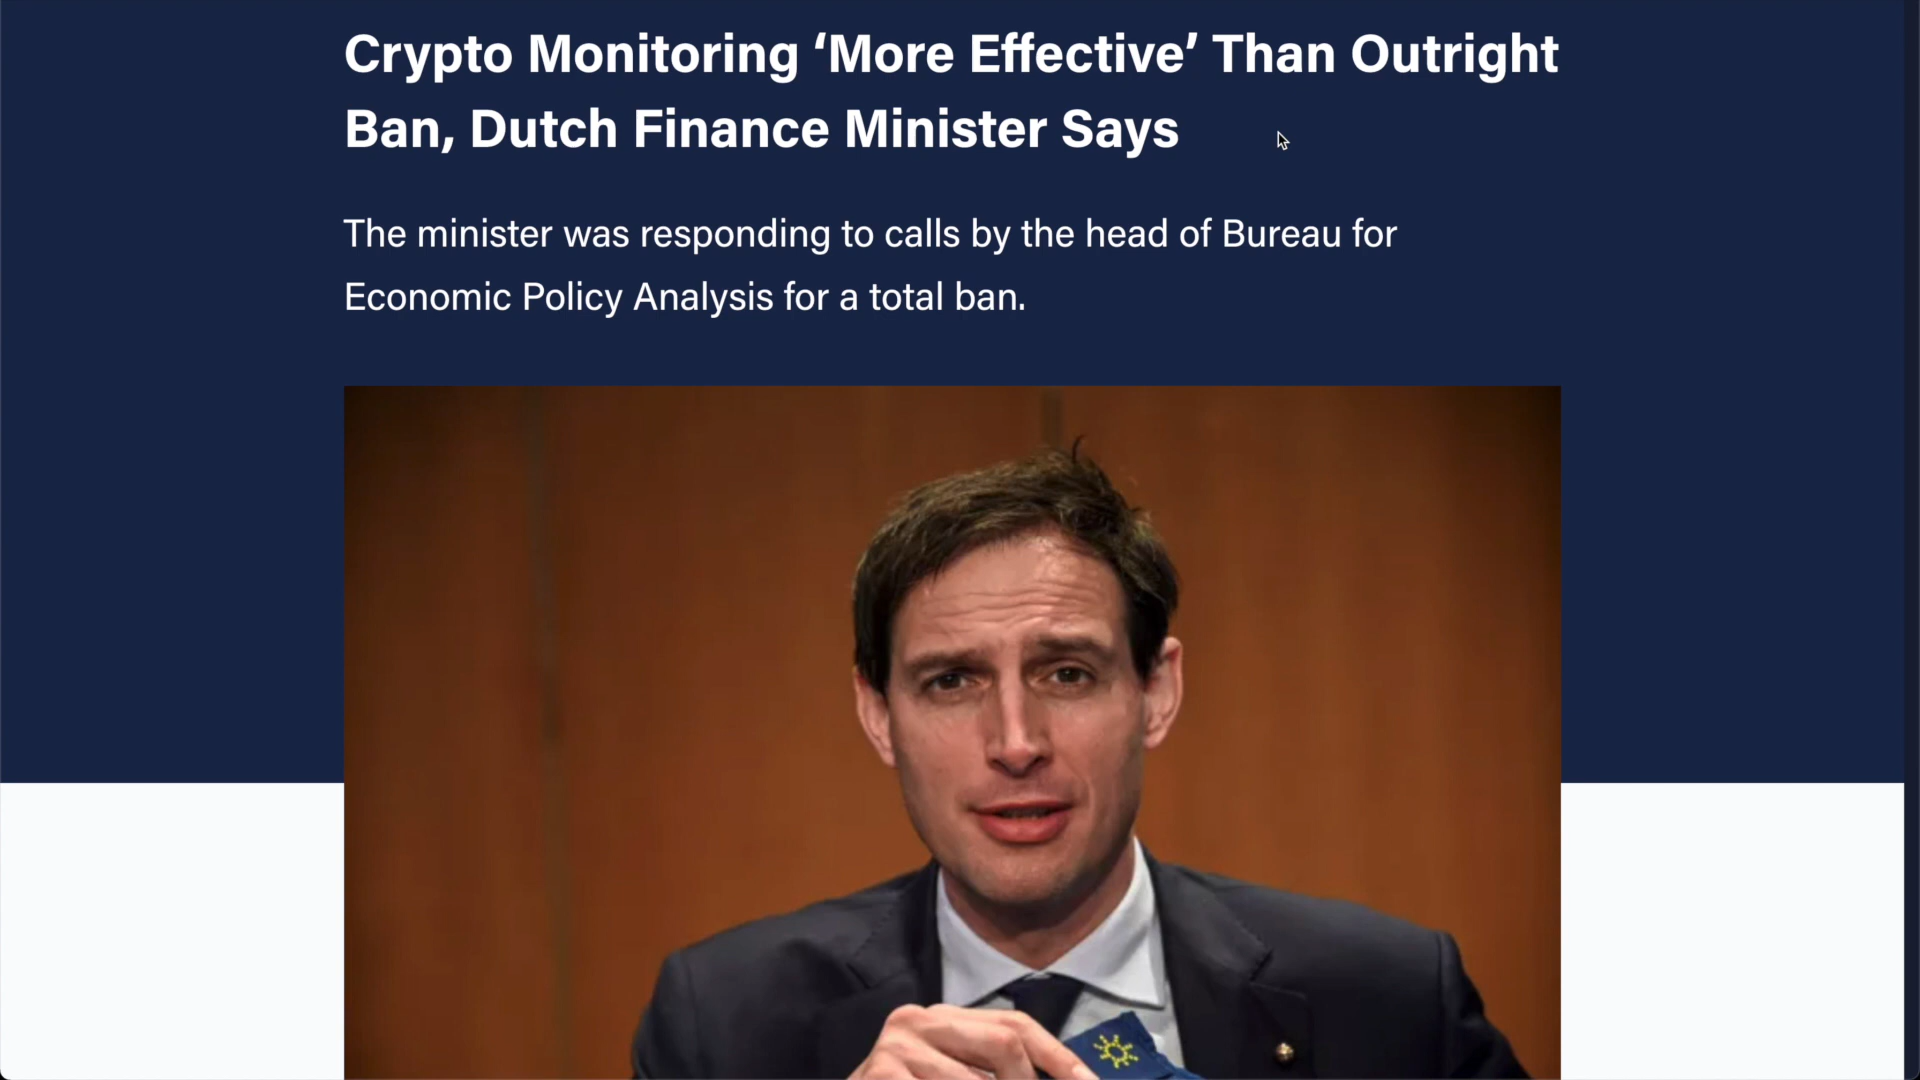 Crypto Monitoring ‘More Effective’ Than Outright
Ban, Dutch Finance Minister Says
The minister was responding to calls by the head of Bureau for
Economic Policy Analysis for a total ban.